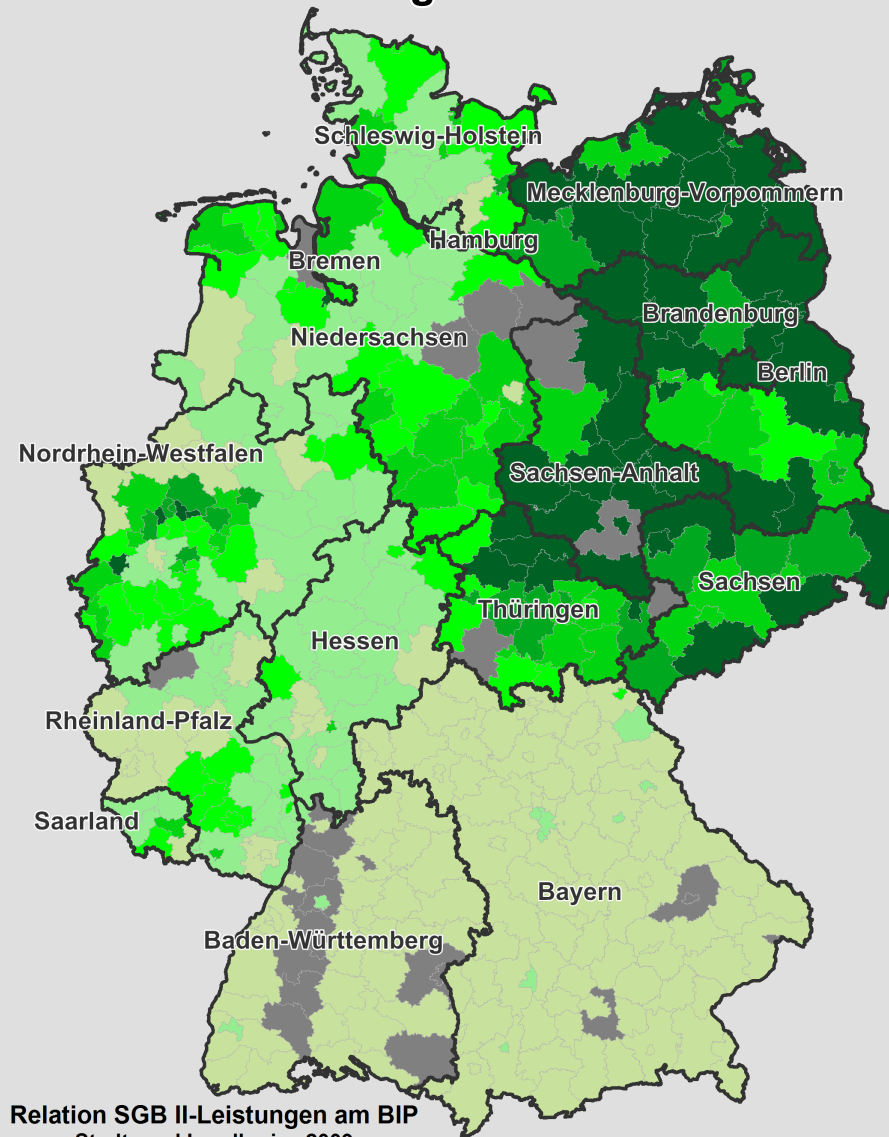 Schleswig-Holstein
Mecklenburg-Vorpommern
Hamburg
Bremen
Brandenburg
Niedersachsen
Berlin
Nordrhein-Westfalen
Sachsen-Anhalt
Sachsen
Thüringen
Hessen
Rheinland-Pfalz
Saarland
Bayern
Baden-Württemberg
Relation SGB II-Leistungen am BIP